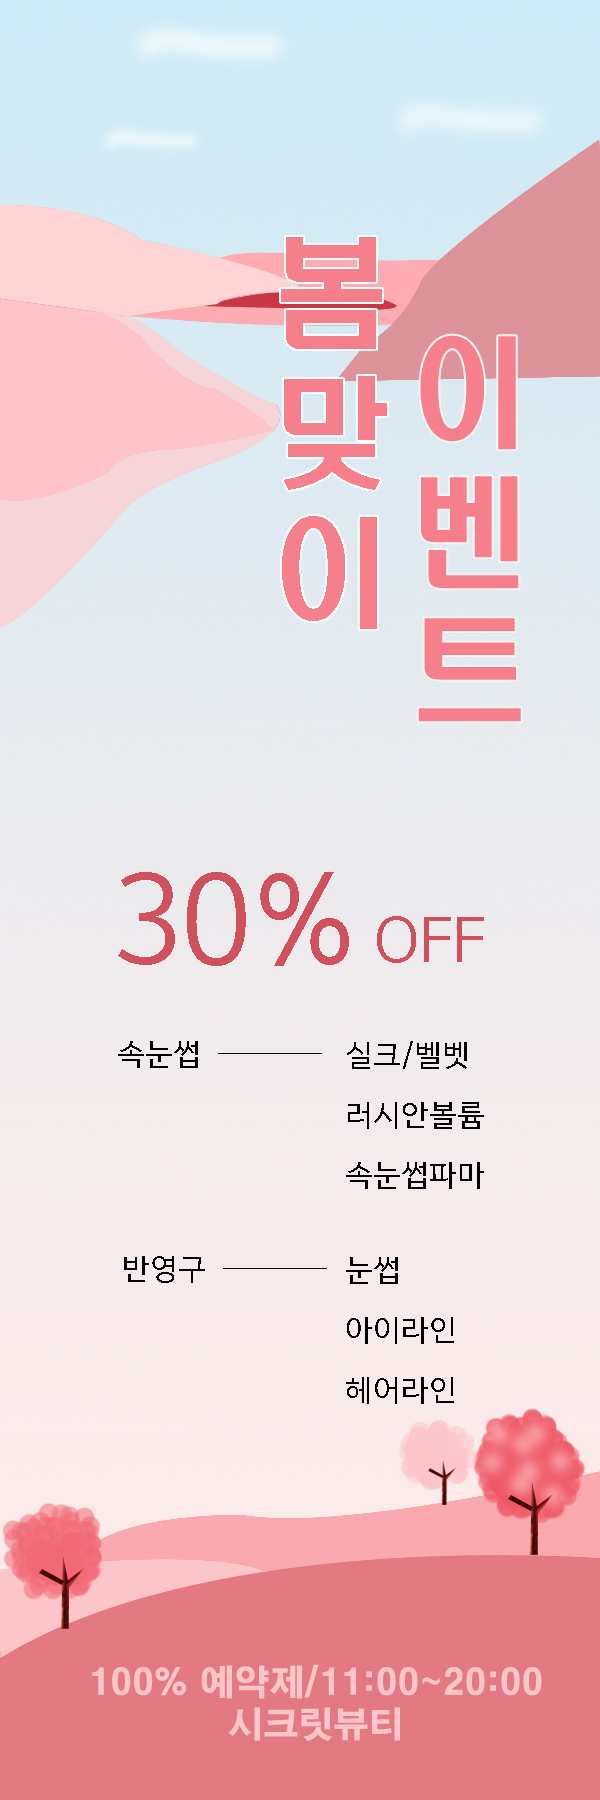 봄맞이
이벤트
30% OFF
속눈썹 실크/벨벳
러시안볼륨
속눈썹파마
반영구 눈썹
아이라인
헤어라인
100% 예약제/11:00~20:00
시크릿뷰티